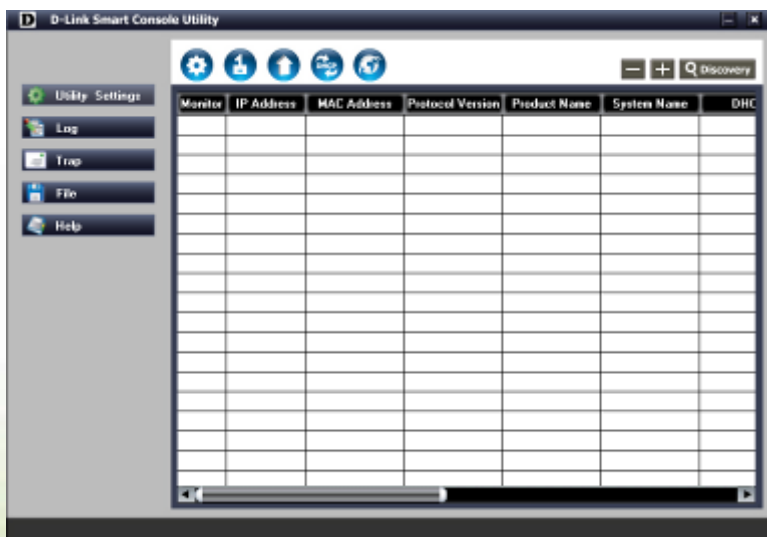 D D-Link Smart Console Utility
Discovery
Utility Settings
Log
Trap
File
Help
Monitor IP Address MAC Address Protocol Version Product Name System Name DHC